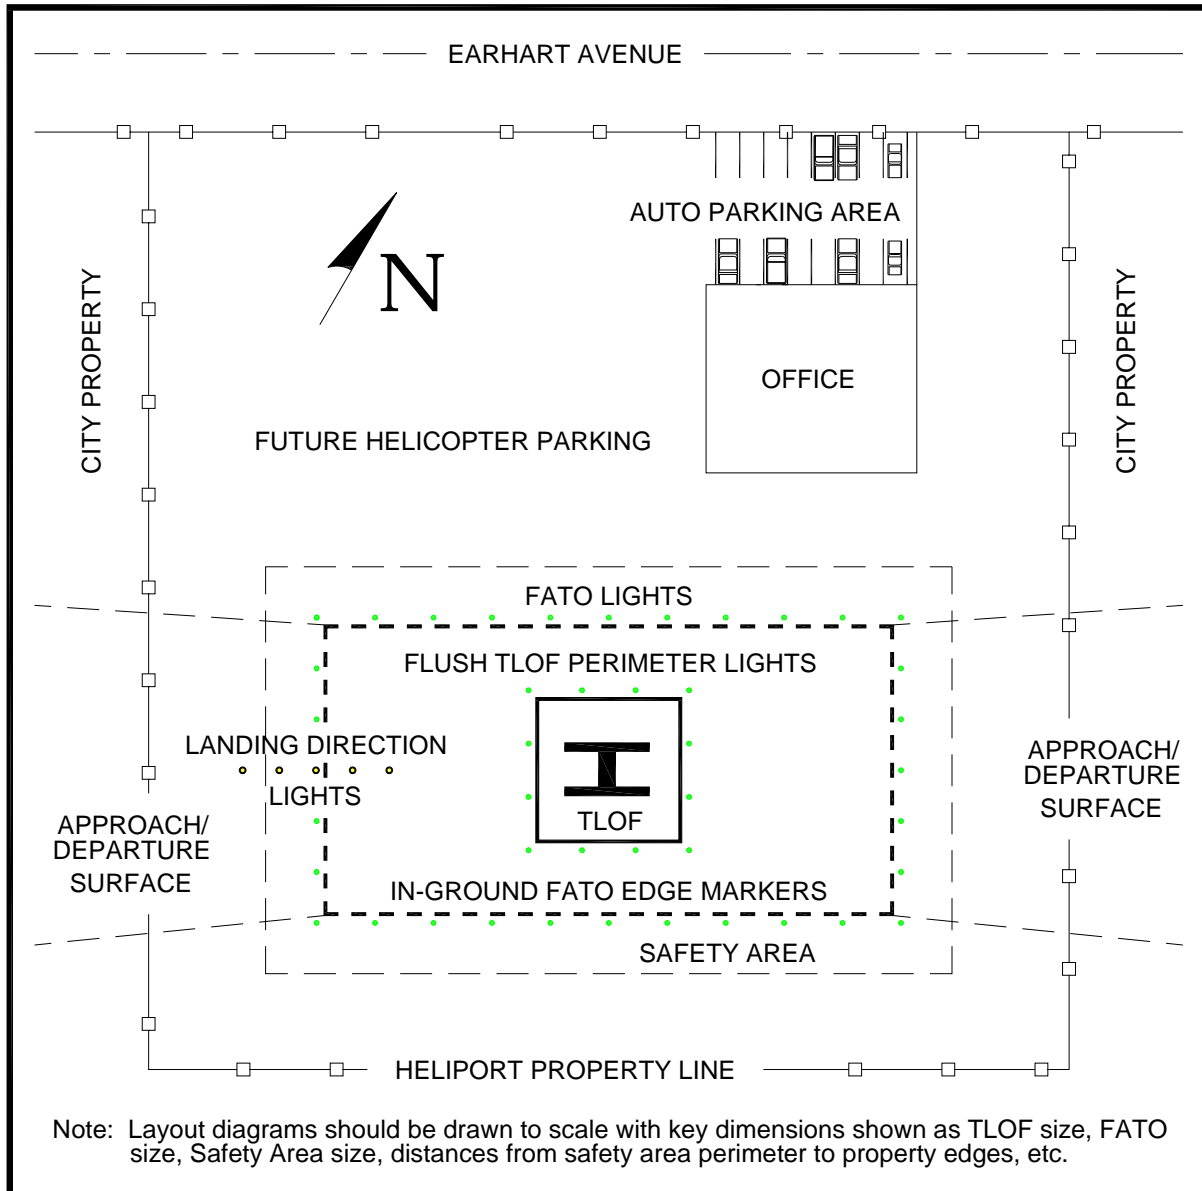 EARHART AVENUE
AUTO PARKING AREA
N
CITY PROPERTY
CITY PROPERTY
OFFICE
FUTURE HELICOPTER PARKING
FATO LIGHTS
FLUSH TLOF PERIMETER LIGHTS
LANDING DIRECTION
LIGHTS
H
TLOF
APPROACH/
DEPARTURE
SURFACE
APPROACH/
DEPARTURE
SURFACE
IN-GROUND FATO EDGE MARKERS
SAFETY AREA
HELIPORT PROPERTY LINE
Note: Layout diagrams should be drawn to scale with key dimensions shown as TLOF size, FATO
size, Safety Area size, distances from safety area perimeter to property edges, etc.